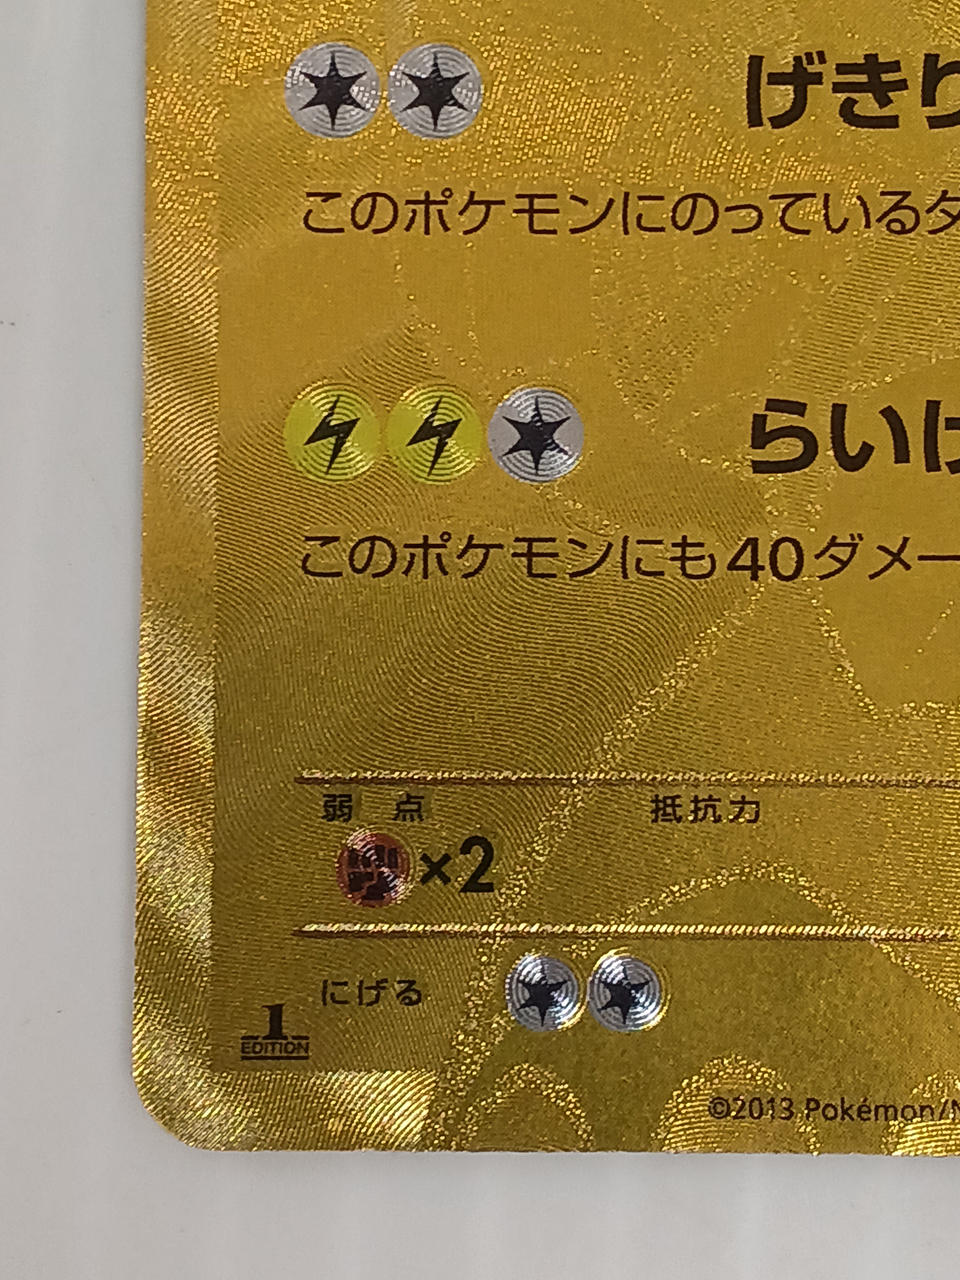 げきり
このポケモンにのっているダ
らいげ
このポケモンにも40ダメー
弱 点 抵抗力
×2
にげる
1
EDITION
©2013 Pokémon/N